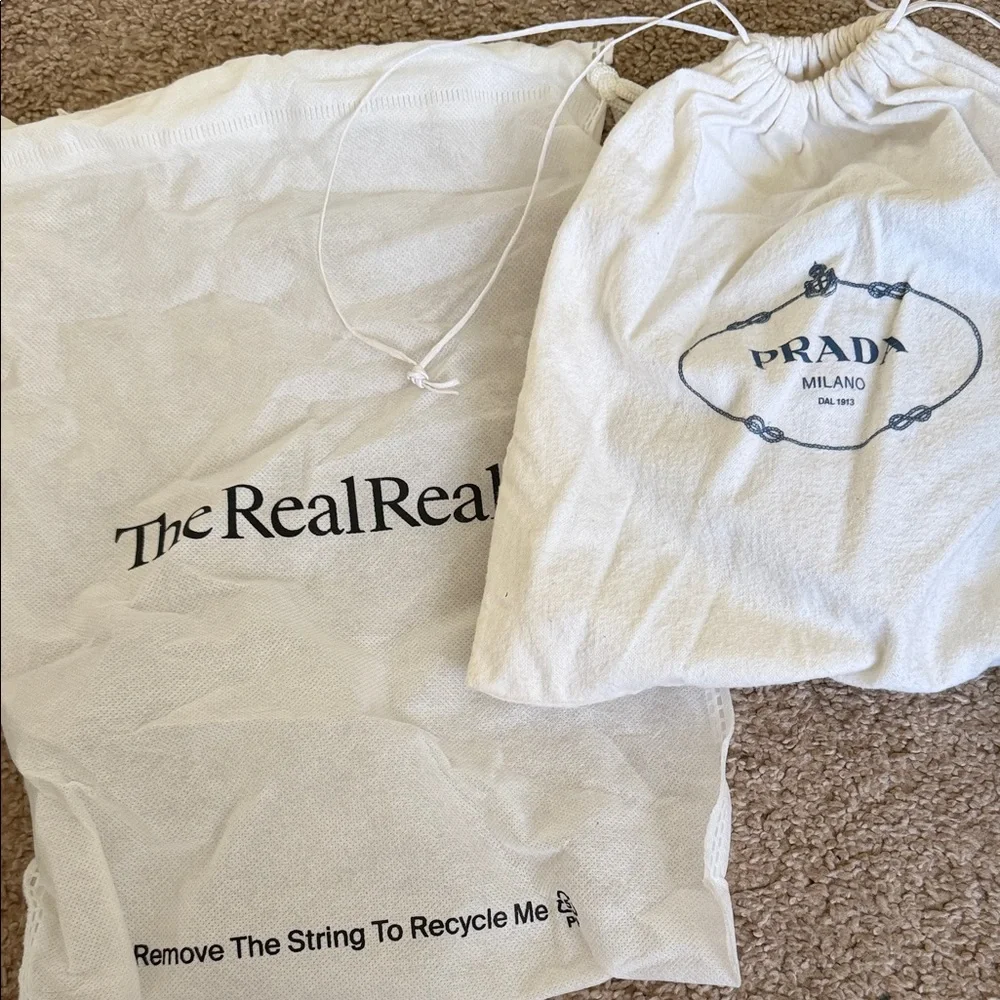 The RealReal
Remove The String To Recycle Me
PRADA
MILANO
DAL 1913